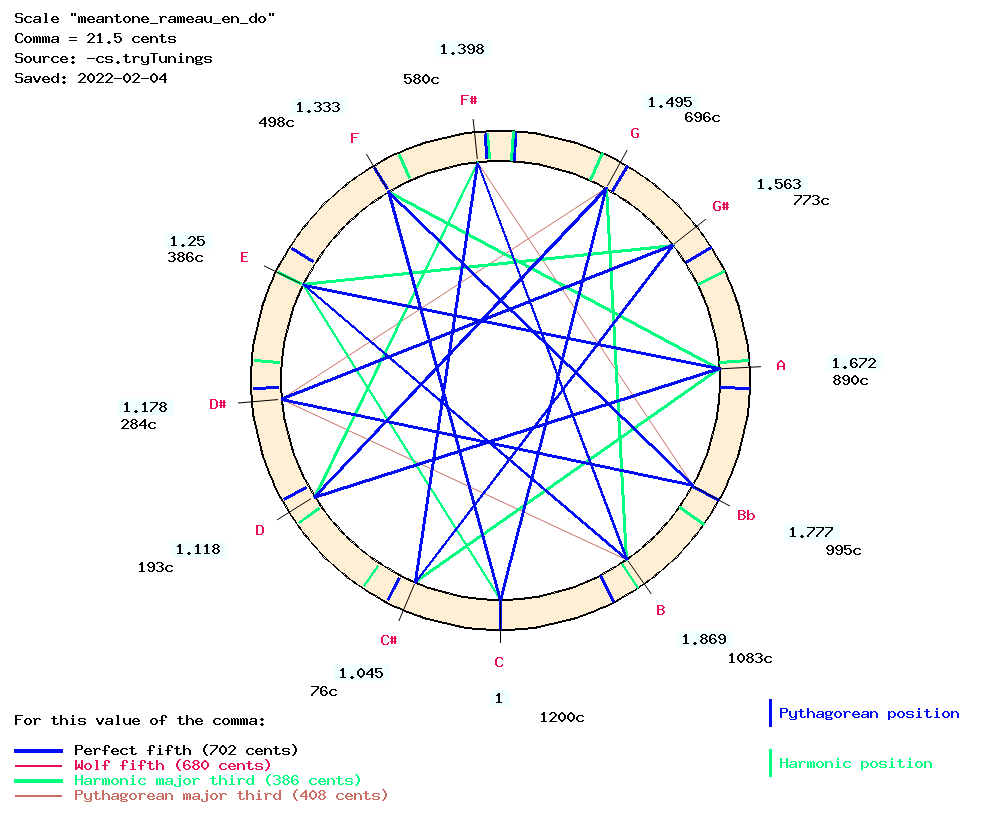 Scale "meantone_rameau_en_do"
Comma = 21.5 cents
Source: -cs.tryTunings
Saved: 2022-02-04
1.398
580c
F#
1.333
498c
F
1.495
696c
G
1.563
773c
G#
1.25
386c
E
1.672
890c
A
1.178
284c
D#
1.777
995c
Bb
1.118
193c
D
1.869
1083c
B
1.045
76c
C#
C
1
1200c
For this value of the comma:
Perfect fifth (702 cents)
Wolf fifth (680 cents)
Harmonic major third (386 cents)
Pythagorean major third (408 cents)
Pythagorean position
Harmonic position